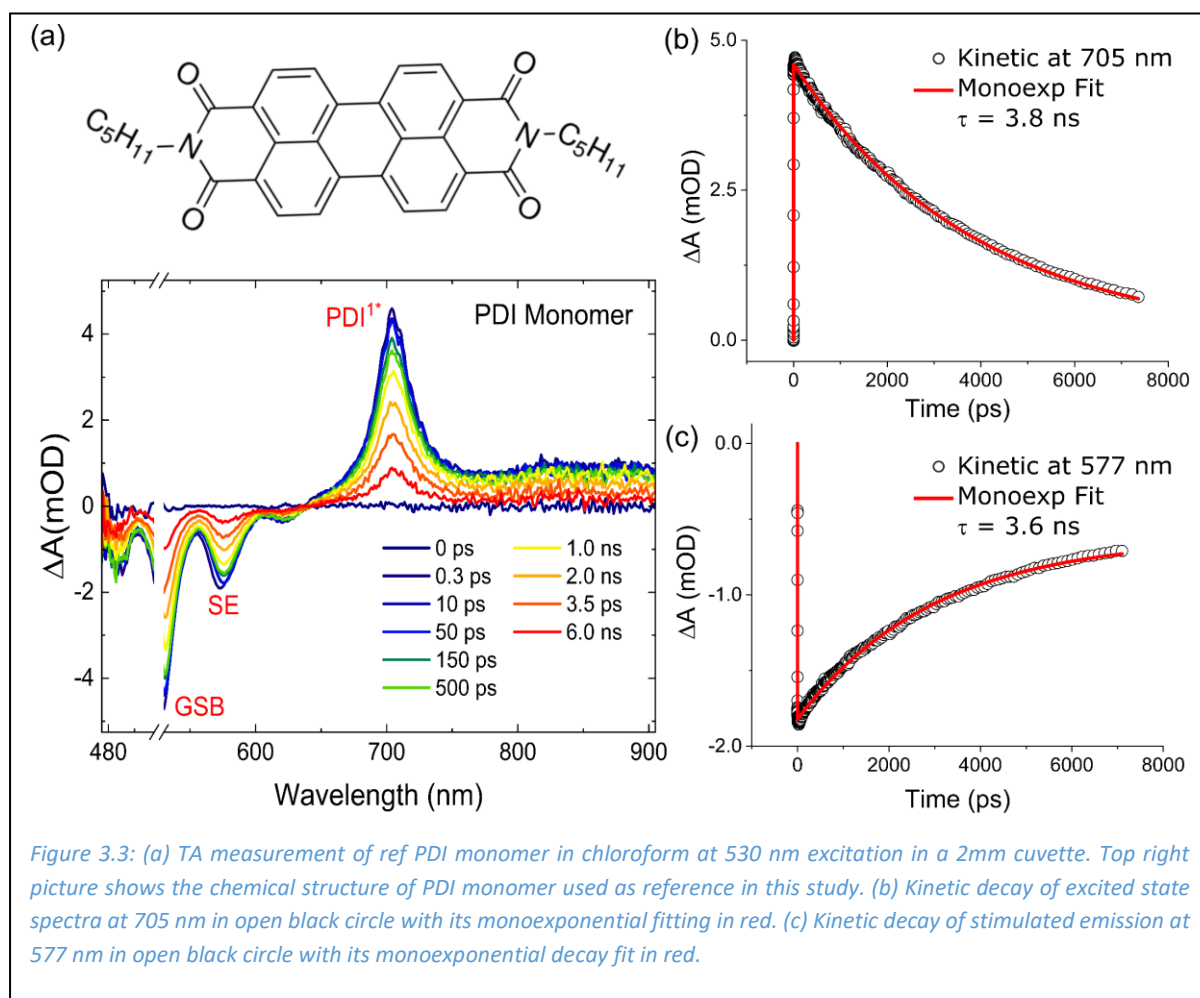 (a)
O
O
C5H11
N
N
C5H11
O
O
PDI1*
PDI Monomer
4
2
0
-2
-4
ΔA(mOD)
SE
GSB
0 ps
0.3 ps
10 ps
50 ps
150 ps
500 ps
1.0 ns
2.0 ns
3.5 ps
6.0 ns
480
600
700
800
900
Wavelength (nm)
(b)
5.0
2.5
0.0
ΔA (mOD)
Kinetic at 705 nm
Monoexp Fit
τ = 3.8 ns
0
2000
4000
6000
8000
Time (ps)
(c)
0.0
-1.0
-2.0
ΔA (mOD)
Kinetic at 577 nm
Monoexp Fit
τ = 3.6 ns
0
2000
4000
6000
8000
Time (ps)
Figure 3.3: (a) TA measurement of ref PDI monomer in chloroform at 530 nm excitation in a 2mm cuvette. Top right
picture shows the chemical structure of PDI monomer used as reference in this study. (b) Kinetic decay of excited state
spectra at 705 nm in open black circle with its monoexponential fitting in red. (c) Kinetic decay of stimulated emission at
577 nm in open black circle with its monoexponential decay fit in red.